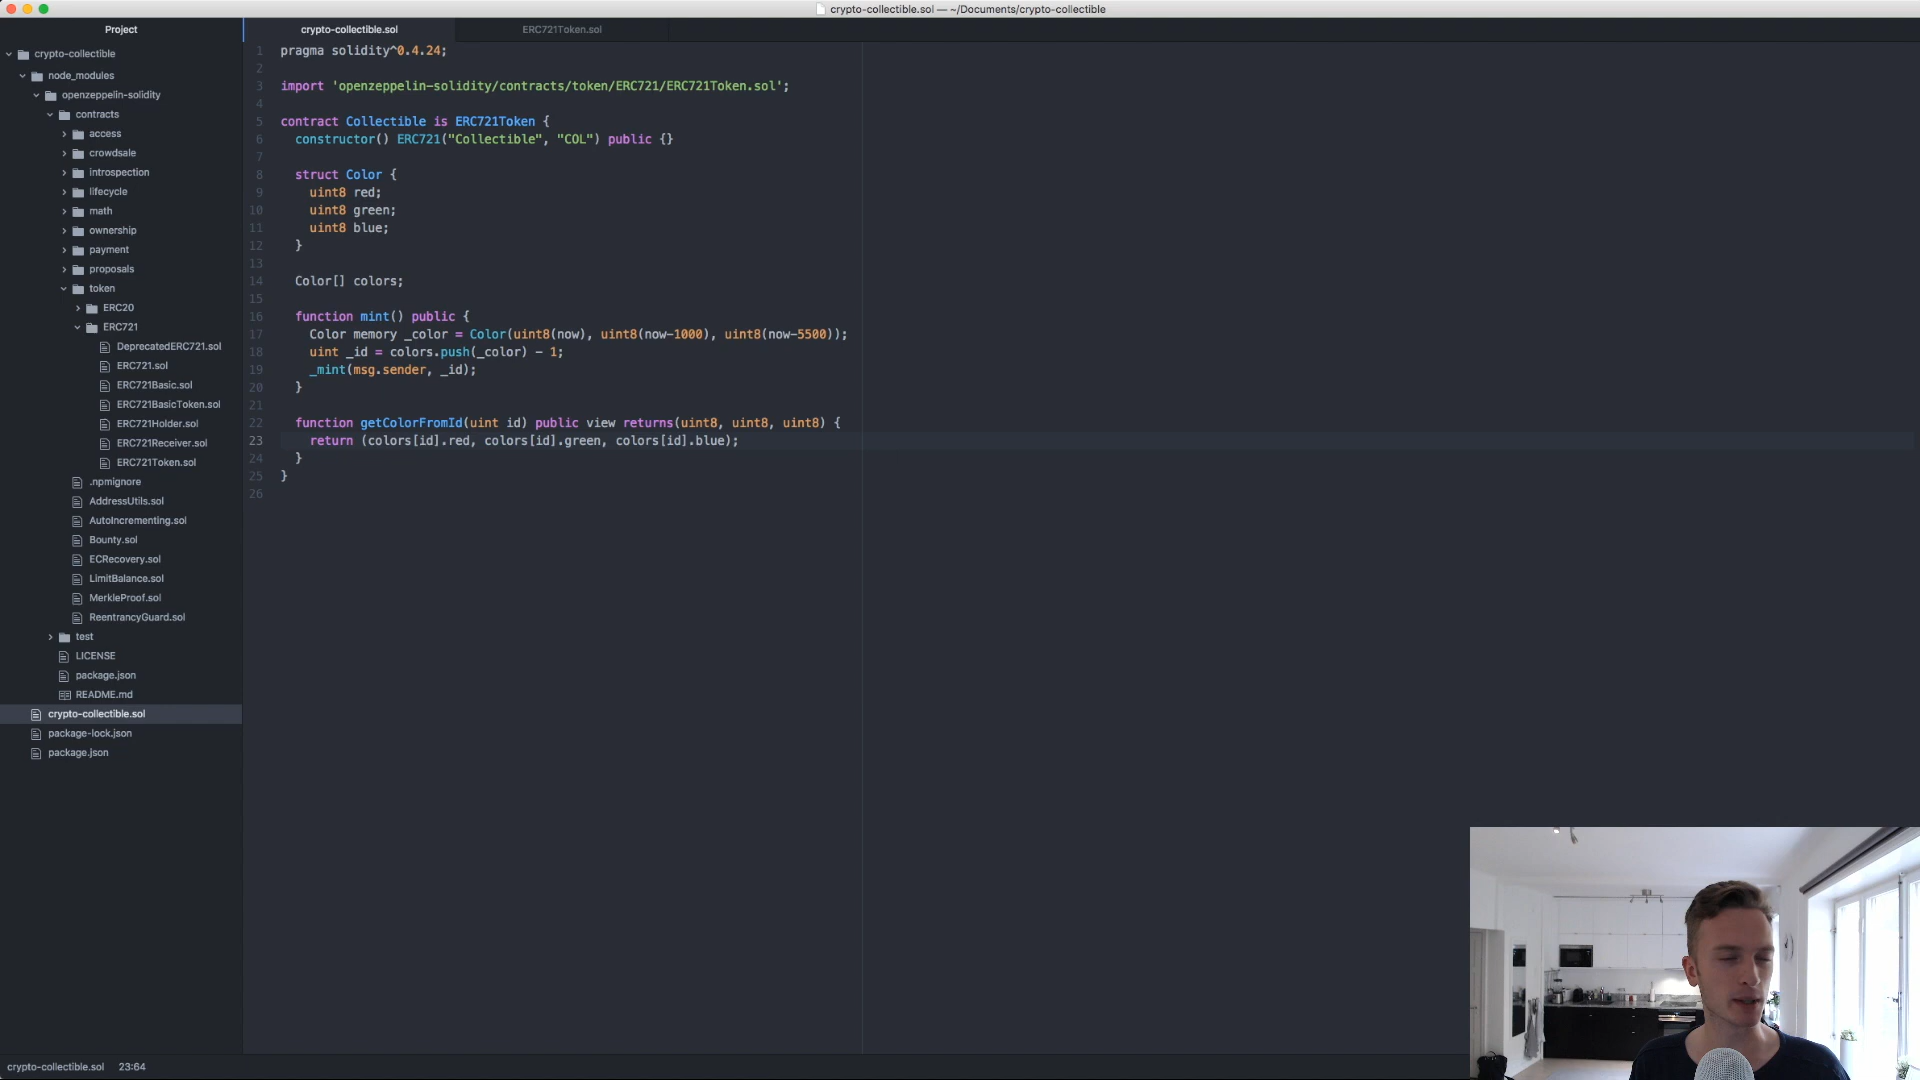 crypto-collectible.sol — ~/Documents/crypto-collectible
Project
crypto-collectible
node_modules
openzeppelin-solidity
contracts
access
crowdsale
introspection
lifecycle
math
ownership
payment
proposals
token
ERC20
ERC721
DeprecatedERC721.sol
ERC721.sol
ERC721Basic.sol
ERC721BasicToken.sol
ERC721Holder.sol
ERC721Receiver.sol
ERC721Token.sol
.npmignore
AddressUtils.sol
AutoIncrementing.sol
Bounty.sol
ECRecovery.sol
LimitBalance.sol
MerkleProof.sol
ReentrancyGuard.sol
test
LICENSE
package.json
README.md
crypto-collectible.sol
package-lock.json
package.json
crypto-collectible.sol ERC721Token.sol
1 pragma solidity^0.4.24;
2
3 import 'openzeppelin-solidity/contracts/token/ERC721/ERC721Token.sol';
4
5 contract Collectible is ERC721Token {
6 constructor() ERC721("Collectible", "COL") public {}
7
8 struct Color {
9 uint8 red;
10 uint8 green;
11 uint8 blue;
12 }
13
14 Color[] colors;
15
16 function mint() public {
17 Color memory _color = Color(uint8(now), uint8(now-1000), uint8(now-5500));
18 uint _id = colors.push(_color) - 1;
19 _mint(msg.sender, _id);
20 }
21
22 function getColorFromId(uint id) public view returns(uint8, uint8, uint8) {
23 return (colors[id].red, colors[id].green, colors[id].blue);
24 }
25 }
26
crypto-collectible.sol 23:64